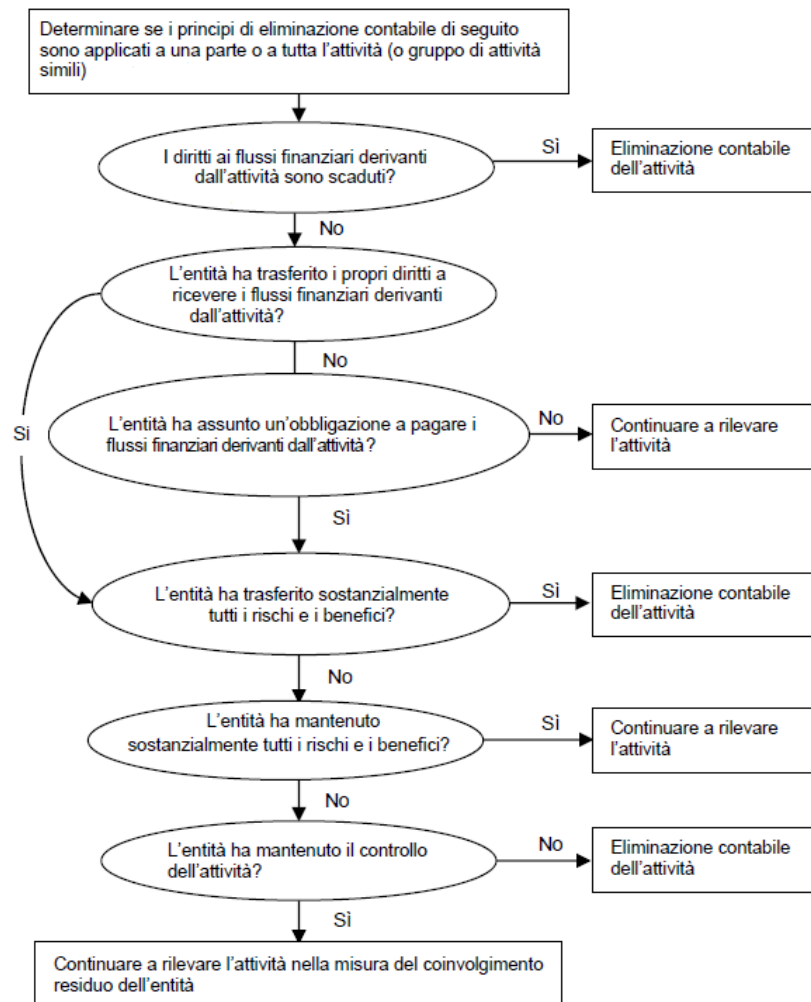 Determinare se i principi di eliminazione contabile di seguito
sono applicati a una parte o a tutta l'attività (o gruppo di attività
simili)
I diritti ai flussi finanziari derivanti
dall'attività sono scaduti?
Sì
Eliminazione contabile
dell'attività
No
L'entità ha trasferito i propri diritti a
ricevere i flussi finanziari derivanti
dall'attività?
No
Si
L'entità ha assunto un'obbligazione a pagare i
flussi finanziari derivanti dall'attività?
No
Continuare a rilevare
l'attività
Sì
L'entità ha trasferito sostanzialmente
tutti i rischi e i benefici?
Sì
Eliminazione contabile
dell'attività
No
L'entità ha mantenuto
sostanzialmente tutti i rischi e i benefici?
Sì
Continuare a rilevare
l'attività
No
L'entità ha mantenuto il controllo
dell'attività?
No
Eliminazione contabile
dell'attività
Sì
Continuare a rilevare l'attività nella misura del coinvolgimento
residuo dell'entità